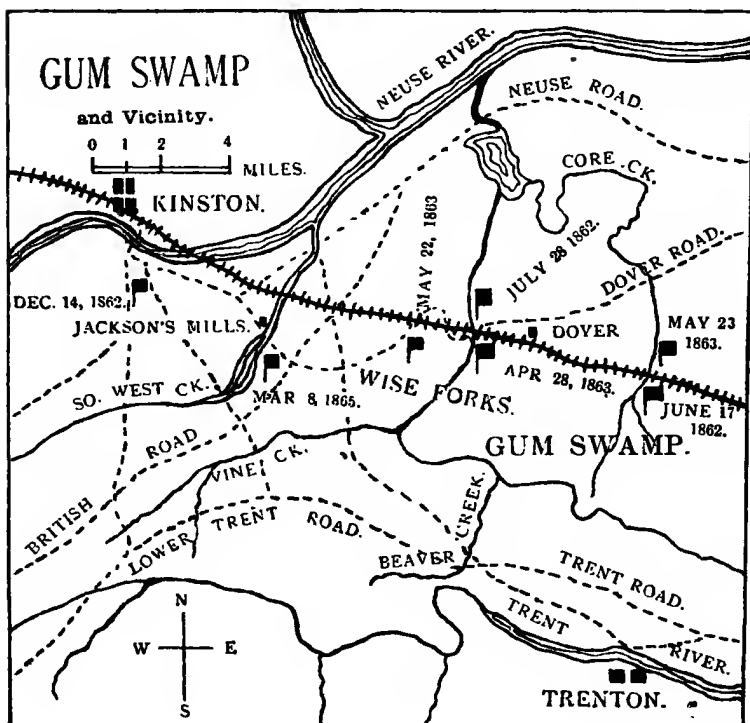 GUM SWAMP
and Vicinity.
0 2 4
MILES.
NEUSE RIVER.
NEUSE ROAD.
CORE CK.
KINSTON.
MAY 22, 1863
JULY 28 1862.
DOVER ROAD.
DEC. 14, 1862.
JACKSON'S MILLS.
DOVER
MAY 23
1863.
SO. WEST CK.
MAR 8, 1865.
WISE FORKS.
APR 28, 1863.
JUNE 17
1862.
GUM SWAMP.
BRITISH ROAD
VINE CK.
LOWER TRENT ROAD.
BEAVER CREEK.
TRENT ROAD.
TRENT RIVER.
N
W E
S
TRENTON.